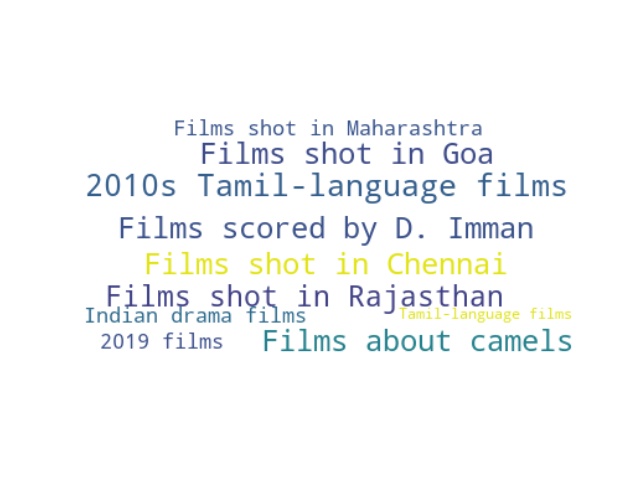 Films shot in Maharashtra
Films shot in Goa
2010s Tamil-language films
Films scored by D. Imman
Films shot in Chennai
Films shot in Rajasthan
Indian drama films
Tamil-language films
2019 films
Films about camels